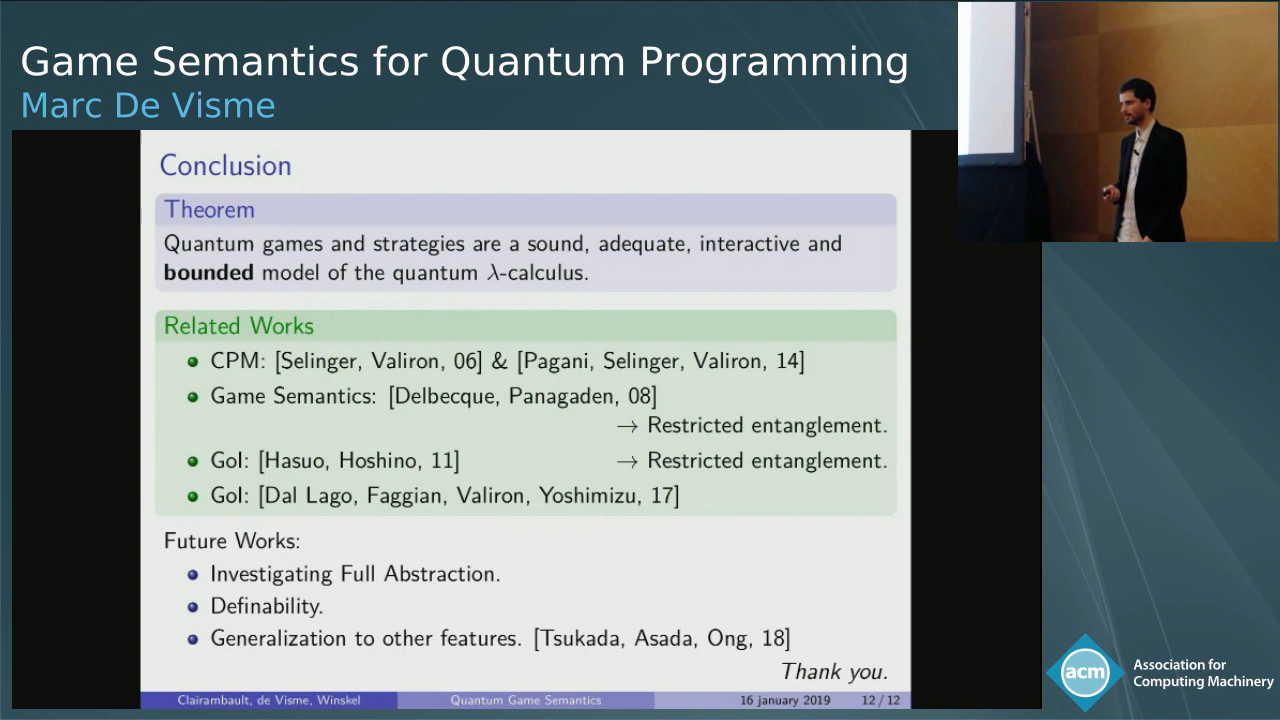 Game Semantics for Quantum Programming
Marc De Visme
Conclusion
Theorem
Quantum games and strategies are a sound, adequate, interactive and
bounded model of the quantum λ-calculus.
Related Works
CPM: [Selinger, Valiron, 06] & [Pagani, Selinger, Valiron, 14]
Game Semantics: [Delbecque, Panagaden, 08]
→ Restricted entanglement.
GoI: [Hasuo, Hoshino, 11] → Restricted entanglement.
GoI: [Dal Lago, Faggian, Valiron, Yoshimizu, 17]
Future Works:
Investigating Full Abstraction.
Definability.
Generalization to other features. [Tsukada, Asada, Ong, 18]
Thank you.
Clairambault, de Visme, Winskel Quantum Game Semantics 16 january 2019 12 / 12
acm
Association for
Computing Machinery